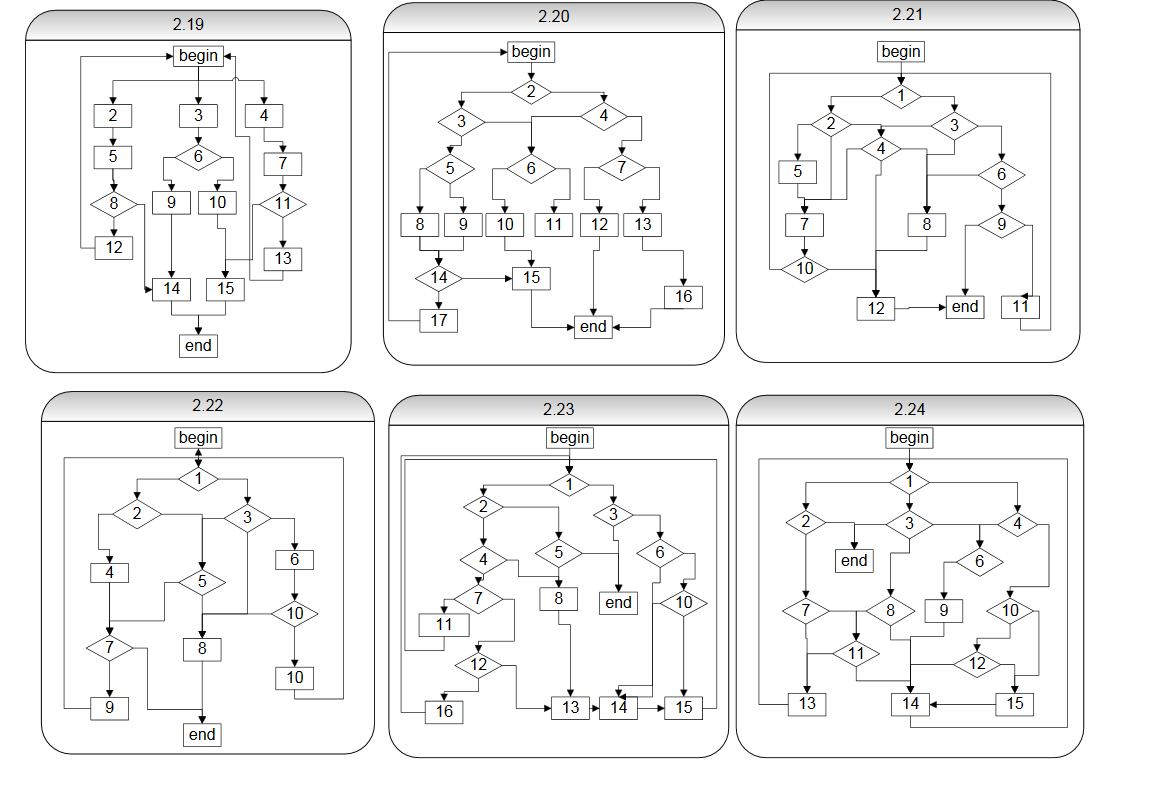 2.19
begin
2 3 4
5 6 7
8 9 10 11
12 13
14 15
end
2.20
begin
2
3 4
5 6 7
8 9 10 11 12 13
14 15
16
17 end
2.21
begin
1
2 3
4
5 6
7 8 9
10
12 end 11
2.22
begin
1
2 3
4 5 6
7 8 10
9 10
end
2.23
begin
1
2 3
4 5 6
7 8 end 10
11
12
16 13 14 15
2.24
begin
1
2 3 4
end 6
7 8 9 10
11 12
13 14 15